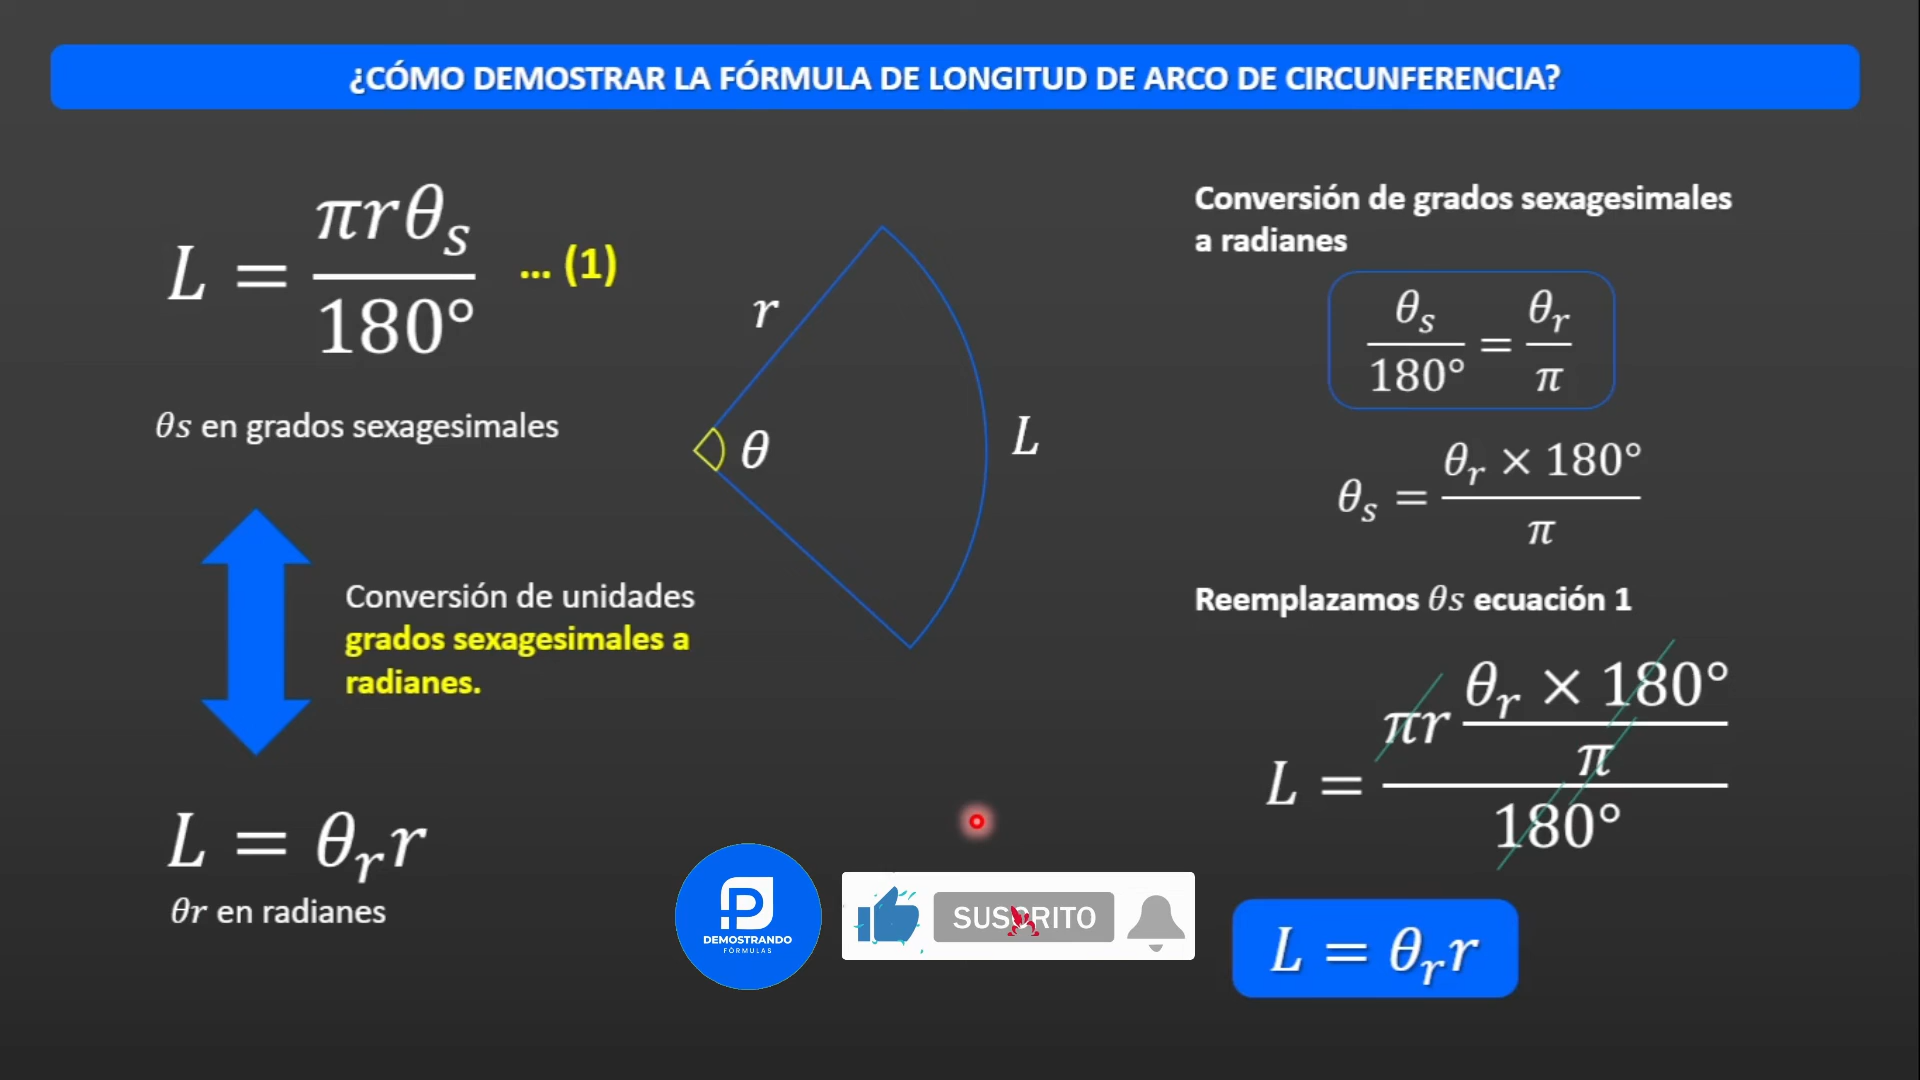 ¿CÓMO DEMOSTRAR LA FÓRMULA DE LONGITUD DE ARCO DE CIRCUNFERENCIA?
L = πrθₛ / 180° ... (1)
θs en grados sexagesimales
Conversión de unidades
grados sexagesimales a
radianes.
L = θᵣr
θr en radianes
r
θ
L
Conversión de grados sexagesimales
a radianes
θₛ / 180° = θᵣ / π
θₛ = θᵣ × 180° / π
Reemplazamos θs ecuación 1
L = πr θᵣ × 180° / π / 180°
L = θᵣr
DEMOSTRANDO
FÓRMULAS
SUSCRITO